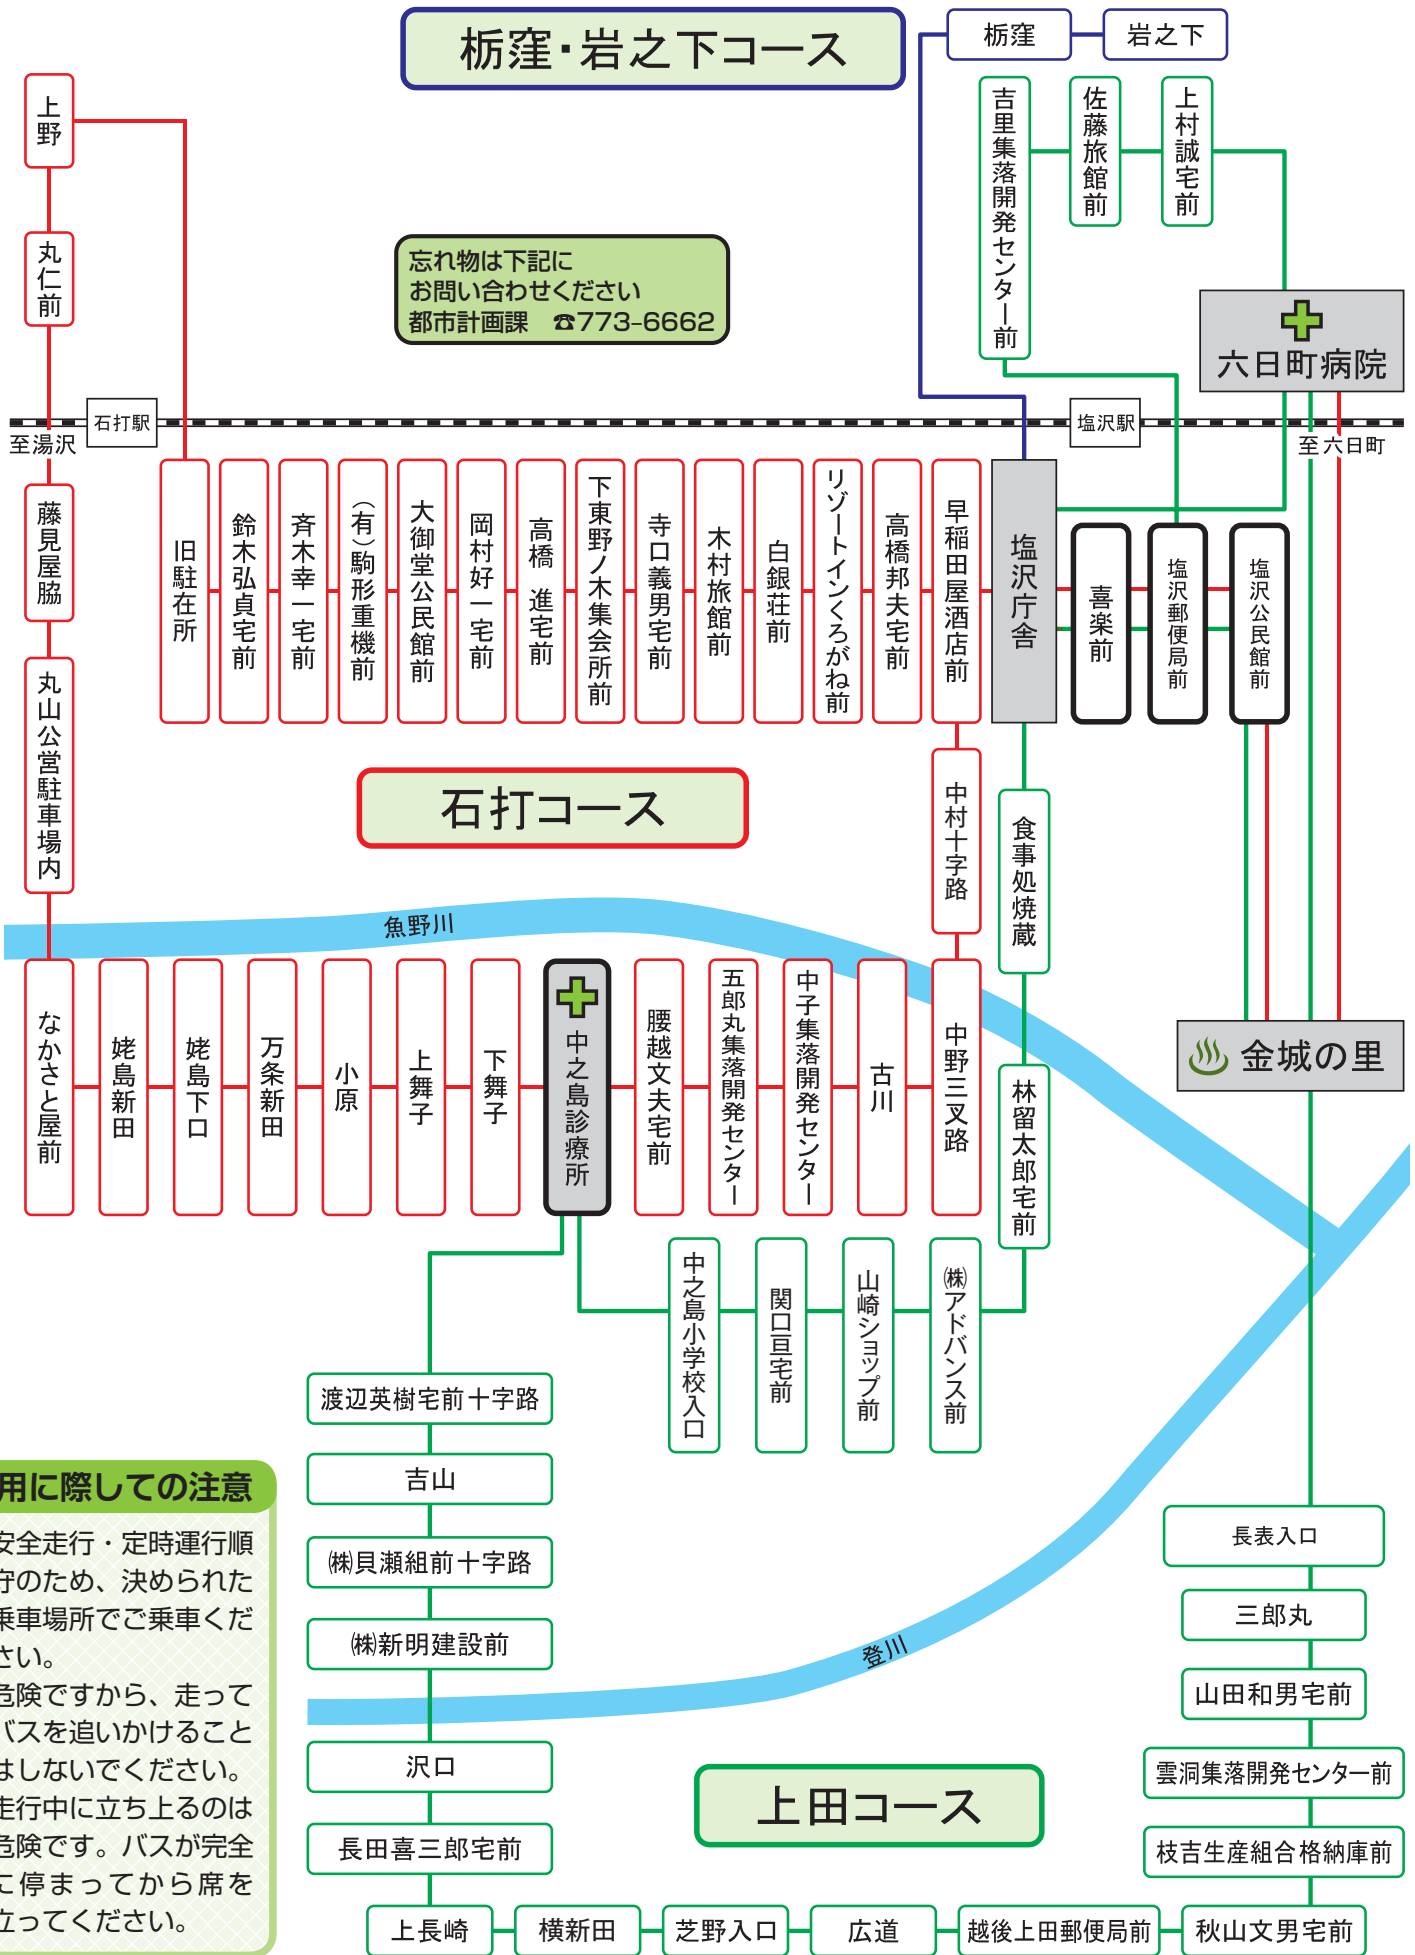 栃窪・岩之下コース
栃窪
岩之下
吉里集落開発センター前
佐藤旅館前
上村誠宅前
上野
丸仁前
忘れ物は下記に
お問い合わせください
都市計画課 ☎773-6662
六日町病院
石打駅
塩沢駅
至湯沢
至六日町
藤見屋脇
丸山公営駐車場内
旧駐在所
鈴木弘貞宅前
斉木幸一宅前
(有)駒形重機前
大御堂公民館前
岡村好一宅前
高橋 進宅前
下東野ノ木集会所前
寺口義男宅前
木村旅館前
白銀荘前
リゾートインくろがね前
高橋邦夫宅前
早稲田屋酒店前
塩沢庁舎
喜楽前
塩沢郵便局前
塩沢公民館前
石打コース
中村十字路
食事処焼蔵
魚野川
なかさと屋前
姥島新田
姥島下口
万条新田
小原
上舞子
下舞子
中之島診療所
腰越文夫宅前
五郎丸集落開発センター
中子集落開発センター
古川
中野三叉路
林留太郎宅前
♨金城の里
中之島小学校入口
関口亘宅前
山崎ショップ前
㈱アドバンス前
渡辺英樹宅前十字路
吉山
㈱貝瀬組前十字路
㈱新明建設前
沢口
長田喜三郎宅前
上長崎
横新田
芝野入口
広道
越後上田郵便局前
秋山文男宅前
長表入口
三郎丸
山田和男宅前
雲洞集落開発センター前
枝吉生産組合格納庫前
登川
上田コース
用に際しての注意
安全走行・定時運行順
守のため、決められた
乗車場所でご乗車くだ
さい。
危険ですから、走って
バスを追いかけること
はしないでください。
走行中に立ち上るのは
危険です。バスが完全
に停まってから席を
立ってください。